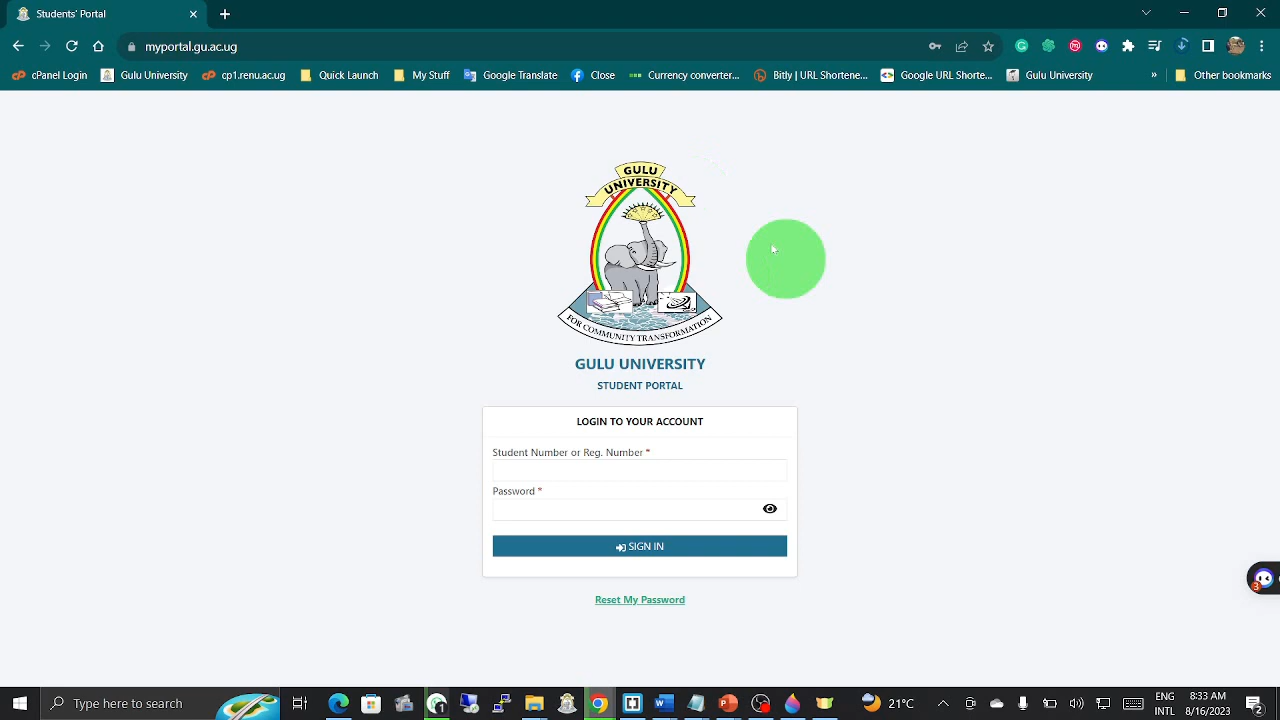 Students' Portal
myportal.gu.ac.ug
cPanel Login
Gulu University
cp1.renu.ac.ug
Quick Launch
My Stuff
Google Translate
Close
Currency converter...
Bitly | URL Shortene...
Google URL Shorte...
Gulu University
»
Other bookmarks
GULU
UNIVERSITY
FOR COMMUNITY TRANSFORMATION
GULU UNIVERSITY
STUDENT PORTAL
LOGIN TO YOUR ACCOUNT
Student Number or Reg. Number *
Password *
SIGN IN
3
Reset My Password
Type here to search
21°C
ENG
INTL
8:33 AM
8/16/2023
2